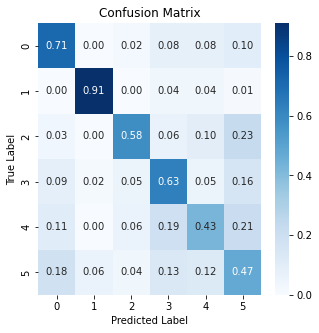 Confusion Matrix
True Label
0 0.71 0.00 0.02 0.08 0.08 0.10
1 0.00 0.91 0.00 0.04 0.04 0.01
2 0.03 0.00 0.58 0.06 0.10 0.23
3 0.09 0.02 0.05 0.63 0.05 0.16
4 0.11 0.00 0.06 0.19 0.43 0.21
5 0.18 0.06 0.04 0.13 0.12 0.47
0 1 2 3 4 5
Predicted Label
0.8
0.6
0.4
0.2
0.0